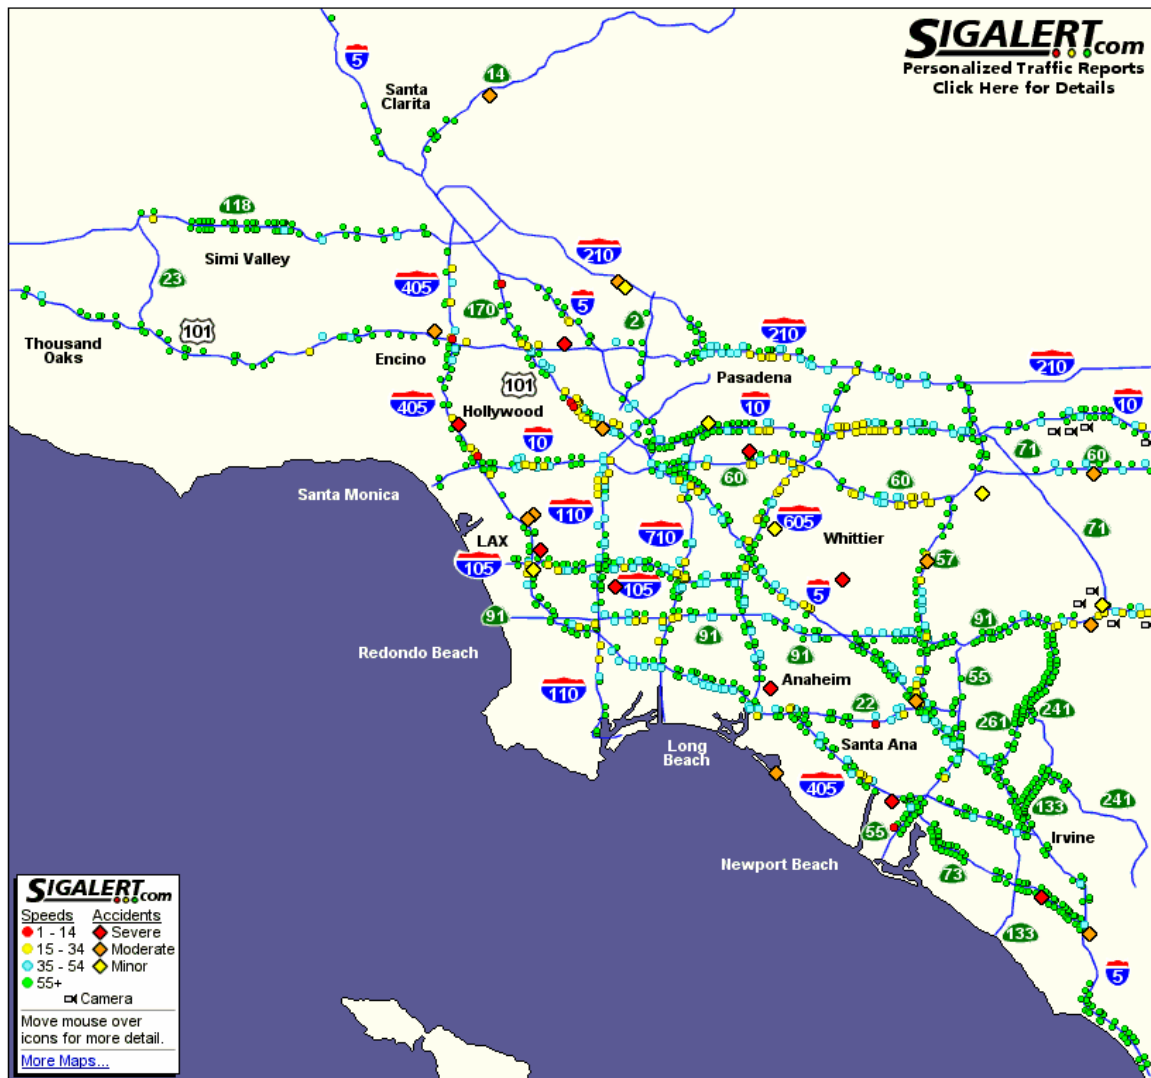 SIGALERT.com
Personalized Traffic Reports
Click Here for Details
5
14
Santa
Clarita
118
Simi Valley
210
405
23
170
5
2
101
Thousand
Oaks
Encino
210
210
101
Pasadena
405
Hollywood
10
10
10
71
60
60
60
Santa Monica
110
605
LAX
710
Whittier
71
105
105
57
5
91
91
91
91
Redondo Beach
110
Anaheim
55
22
261
241
Long
Beach
Santa Ana
405
133
241
55
Irvine
Newport Beach
73
133
5
SIGALERT.com
Speeds Accidents
1 - 14 Severe
15 - 34 Moderate
35 - 54 Minor
55+
Camera
Move mouse over
icons for more detail.
More Maps...